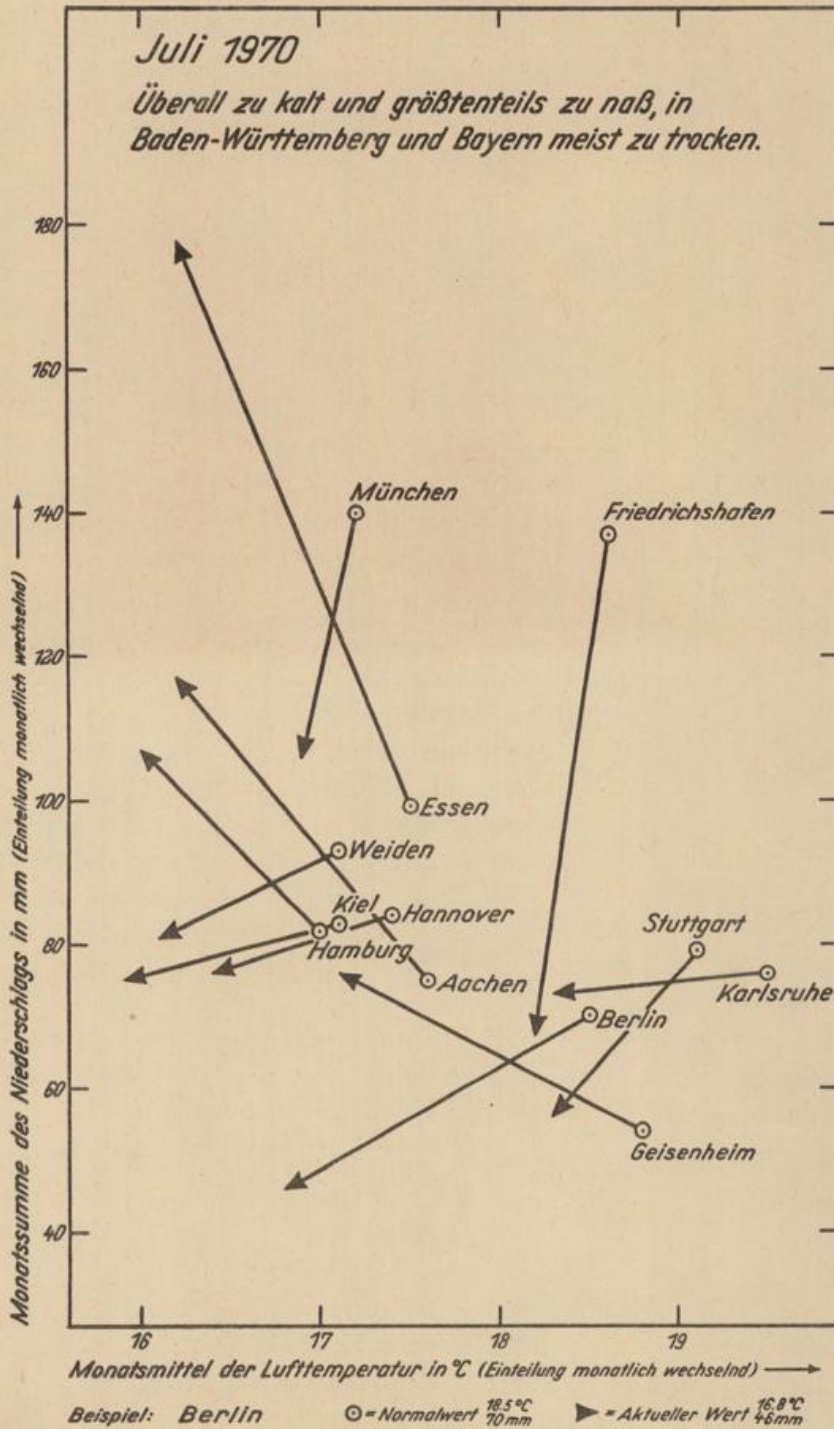 Juli 1970
Überall zu kalt und größtenteils zu naß, in
Baden-Württemberg und Bayern meist zu trocken.
180
160
München
Friedrichshafen
140
120
100
Essen
Weiden
Kiel
Hannover
Stuttgart
80
Hamburg
Aachen
Karlsruhe
Berlin
60
Geisenheim
40
Monatssumme des Niederschlags in mm (Einteilung monatlich wechselnd)
16 17 18 19
Monatsmittel der Lufttemperatur in °C (Einteilung monatlich wechselnd)
Beispiel: Berlin = Normalwert 18.5°C 70mm = Aktueller Wert 16.8°C 46mm